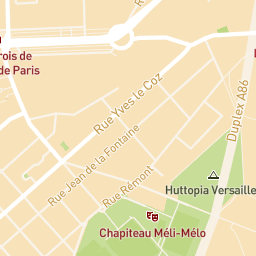 rois de
de Paris
Rue Yves le Coz
Duplex A86
Rue Jean de la Fontaine
Rue Rémont
Huttopia Versaille
Chapiteau Méli-Mélo